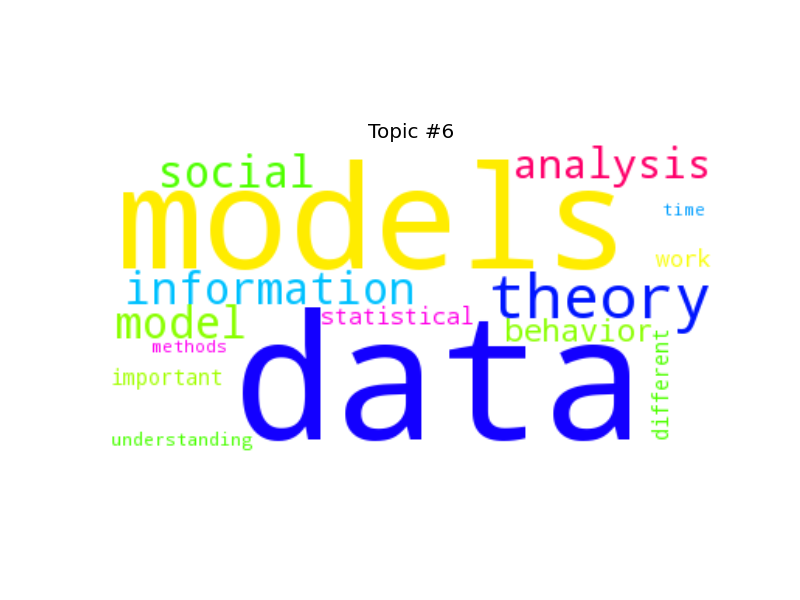 Topic #6
social
analysis
models
time
work
information
theory
model
statistical
behavior
methods
data
different
important
understanding